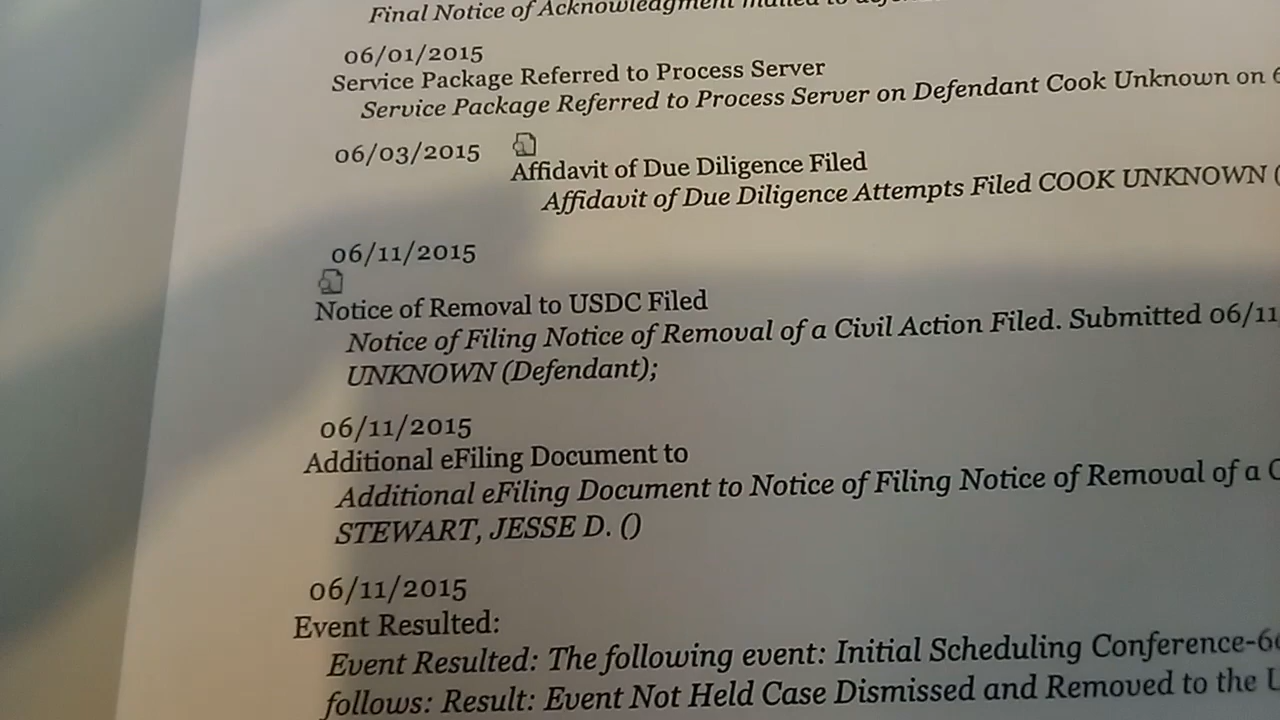 Final Notice of Acknowledgment mailed to
06/01/2015
Service Package Referred to Process Server
Service Package Referred to Process Server on Defendant Cook Unknown on 6
06/03/2015
Affidavit of Due Diligence Filed
Affidavit of Due Diligence Attempts Filed COOK UNKNOWN (
06/11/2015
Notice of Removal to USDC Filed
Notice of Filing Notice of Removal of a Civil Action Filed. Submitted 06/11
UNKNOWN (Defendant);
06/11/2015
Additional eFiling Document to
Additional eFiling Document to Notice of Filing Notice of Removal of a C
STEWART, JESSE D. ()
06/11/2015
Event Resulted:
Event Resulted: The following event: Initial Scheduling Conference-60
follows: Result: Event Not Held Case Dismissed and Removed to the U